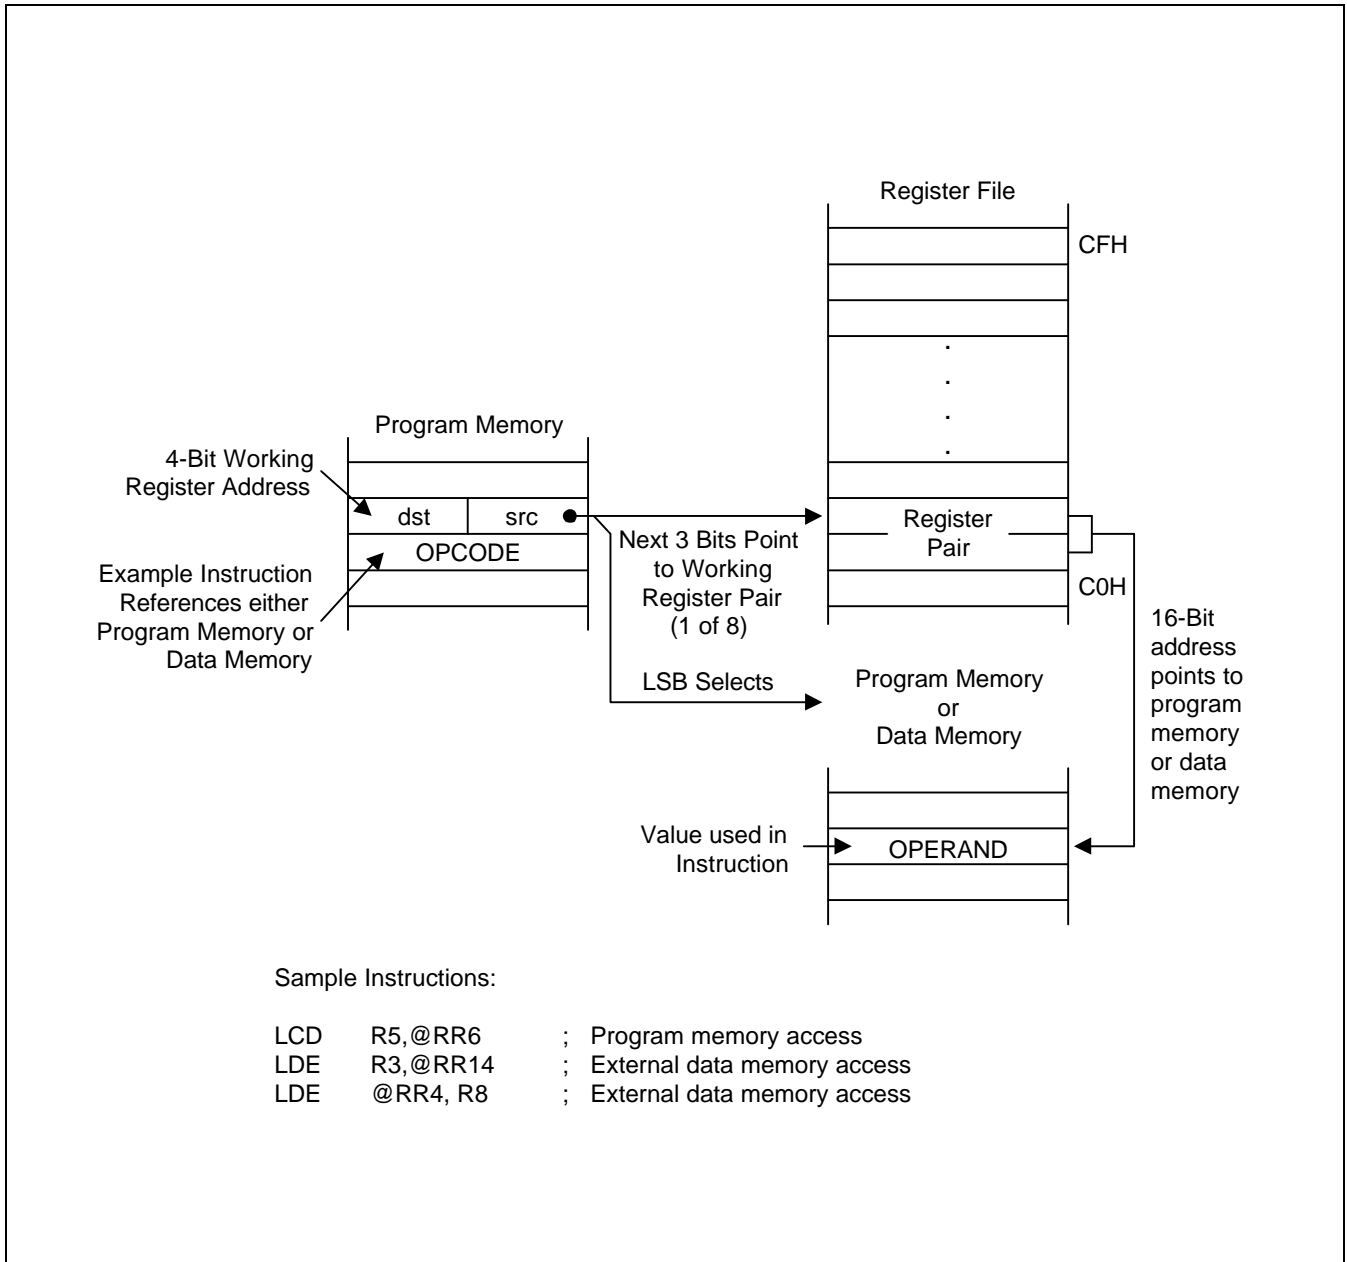 Register File
CFH
.
.
.
.
Program Memory
4-Bit Working
Register Address
dst src
OPCODE
Example Instruction
References either
Program Memory or
Data Memory
Next 3 Bits Point
to Working
Register Pair
(1 of 8)
Register
Pair
C0H
16-Bit
address
points to
program
memory
or data
memory
LSB Selects
Program Memory
or
Data Memory
Value used in
Instruction
OPERAND
Sample Instructions:
LCD R5,@RR6 ; Program memory access
LDE R3,@RR14 ; External data memory access
LDE @RR4, R8 ; External data memory access